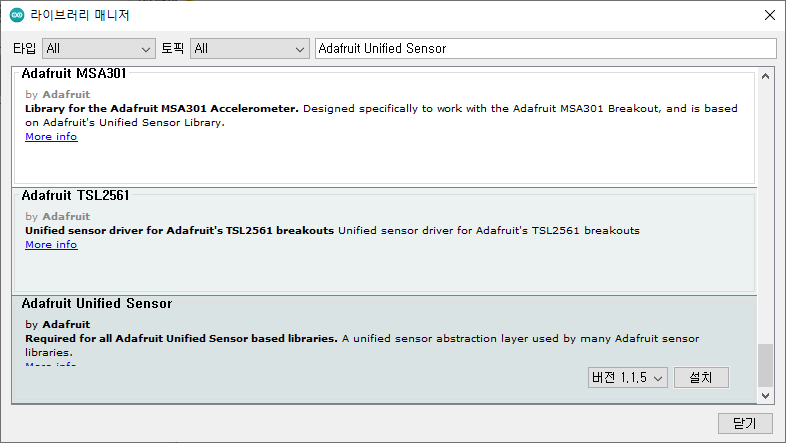 라이브러리 매니저
타입 All 토픽 All Adafruit Unified Sensor
Adafruit MSA301
by Adafruit
Library for the Adafruit MSA301 Accelerometer. Designed specifically to work with the Adafruit MSA301 Breakout, and is based
on Adafruit's Unified Sensor Library.
More info
Adafruit TSL2561
by Adafruit
Unified sensor driver for Adafruit's TSL2561 breakouts Unified sensor driver for Adafruit's TSL2561 breakouts
More info
Adafruit Unified Sensor
by Adafruit
Required for all Adafruit Unified Sensor based libraries. A unified sensor abstraction layer used by many Adafruit sensor
libraries.
More info
버전 1.1.5 설치
닫기